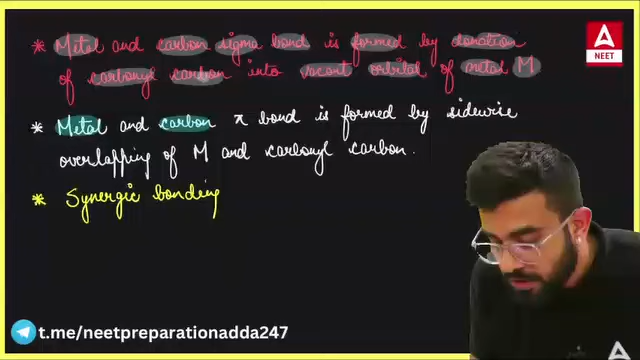 * Metal and carbon sigma bond is formed by donation
of carbonyl carbon into vacant orbital of metal M
* Metal and carbon π bond is formed by sidewise
overlapping of M and carbonyl carbon.
* Synergic bonding
A
NEET
t.me/neetpreparationadda247